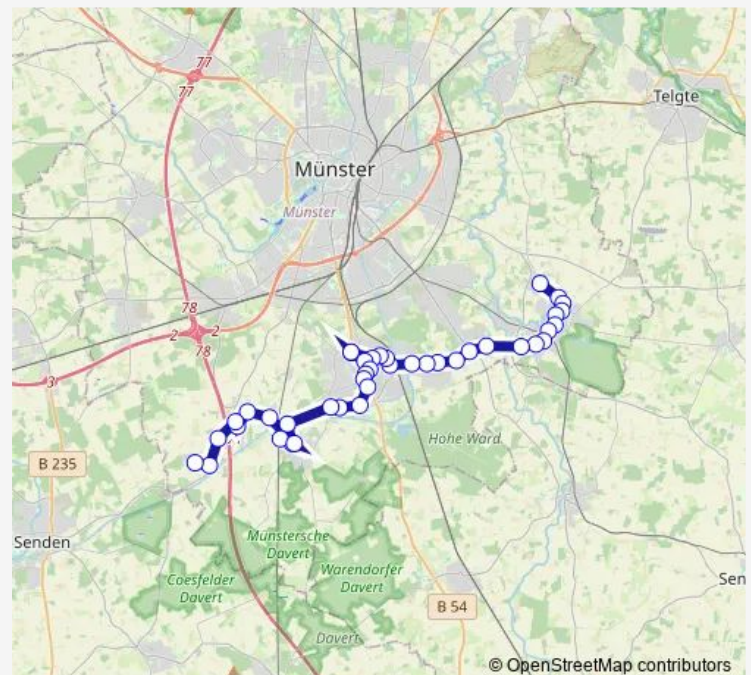 77
77
Telgte
Münster
Münster
78
2
2
78
3
B 235
Hohe Ward
Senden
Münstersche
Davert
Coesfelder
Davert
Warendorfer
Davert
Sen
B 54
Davert
© OpenStreetMap contributors